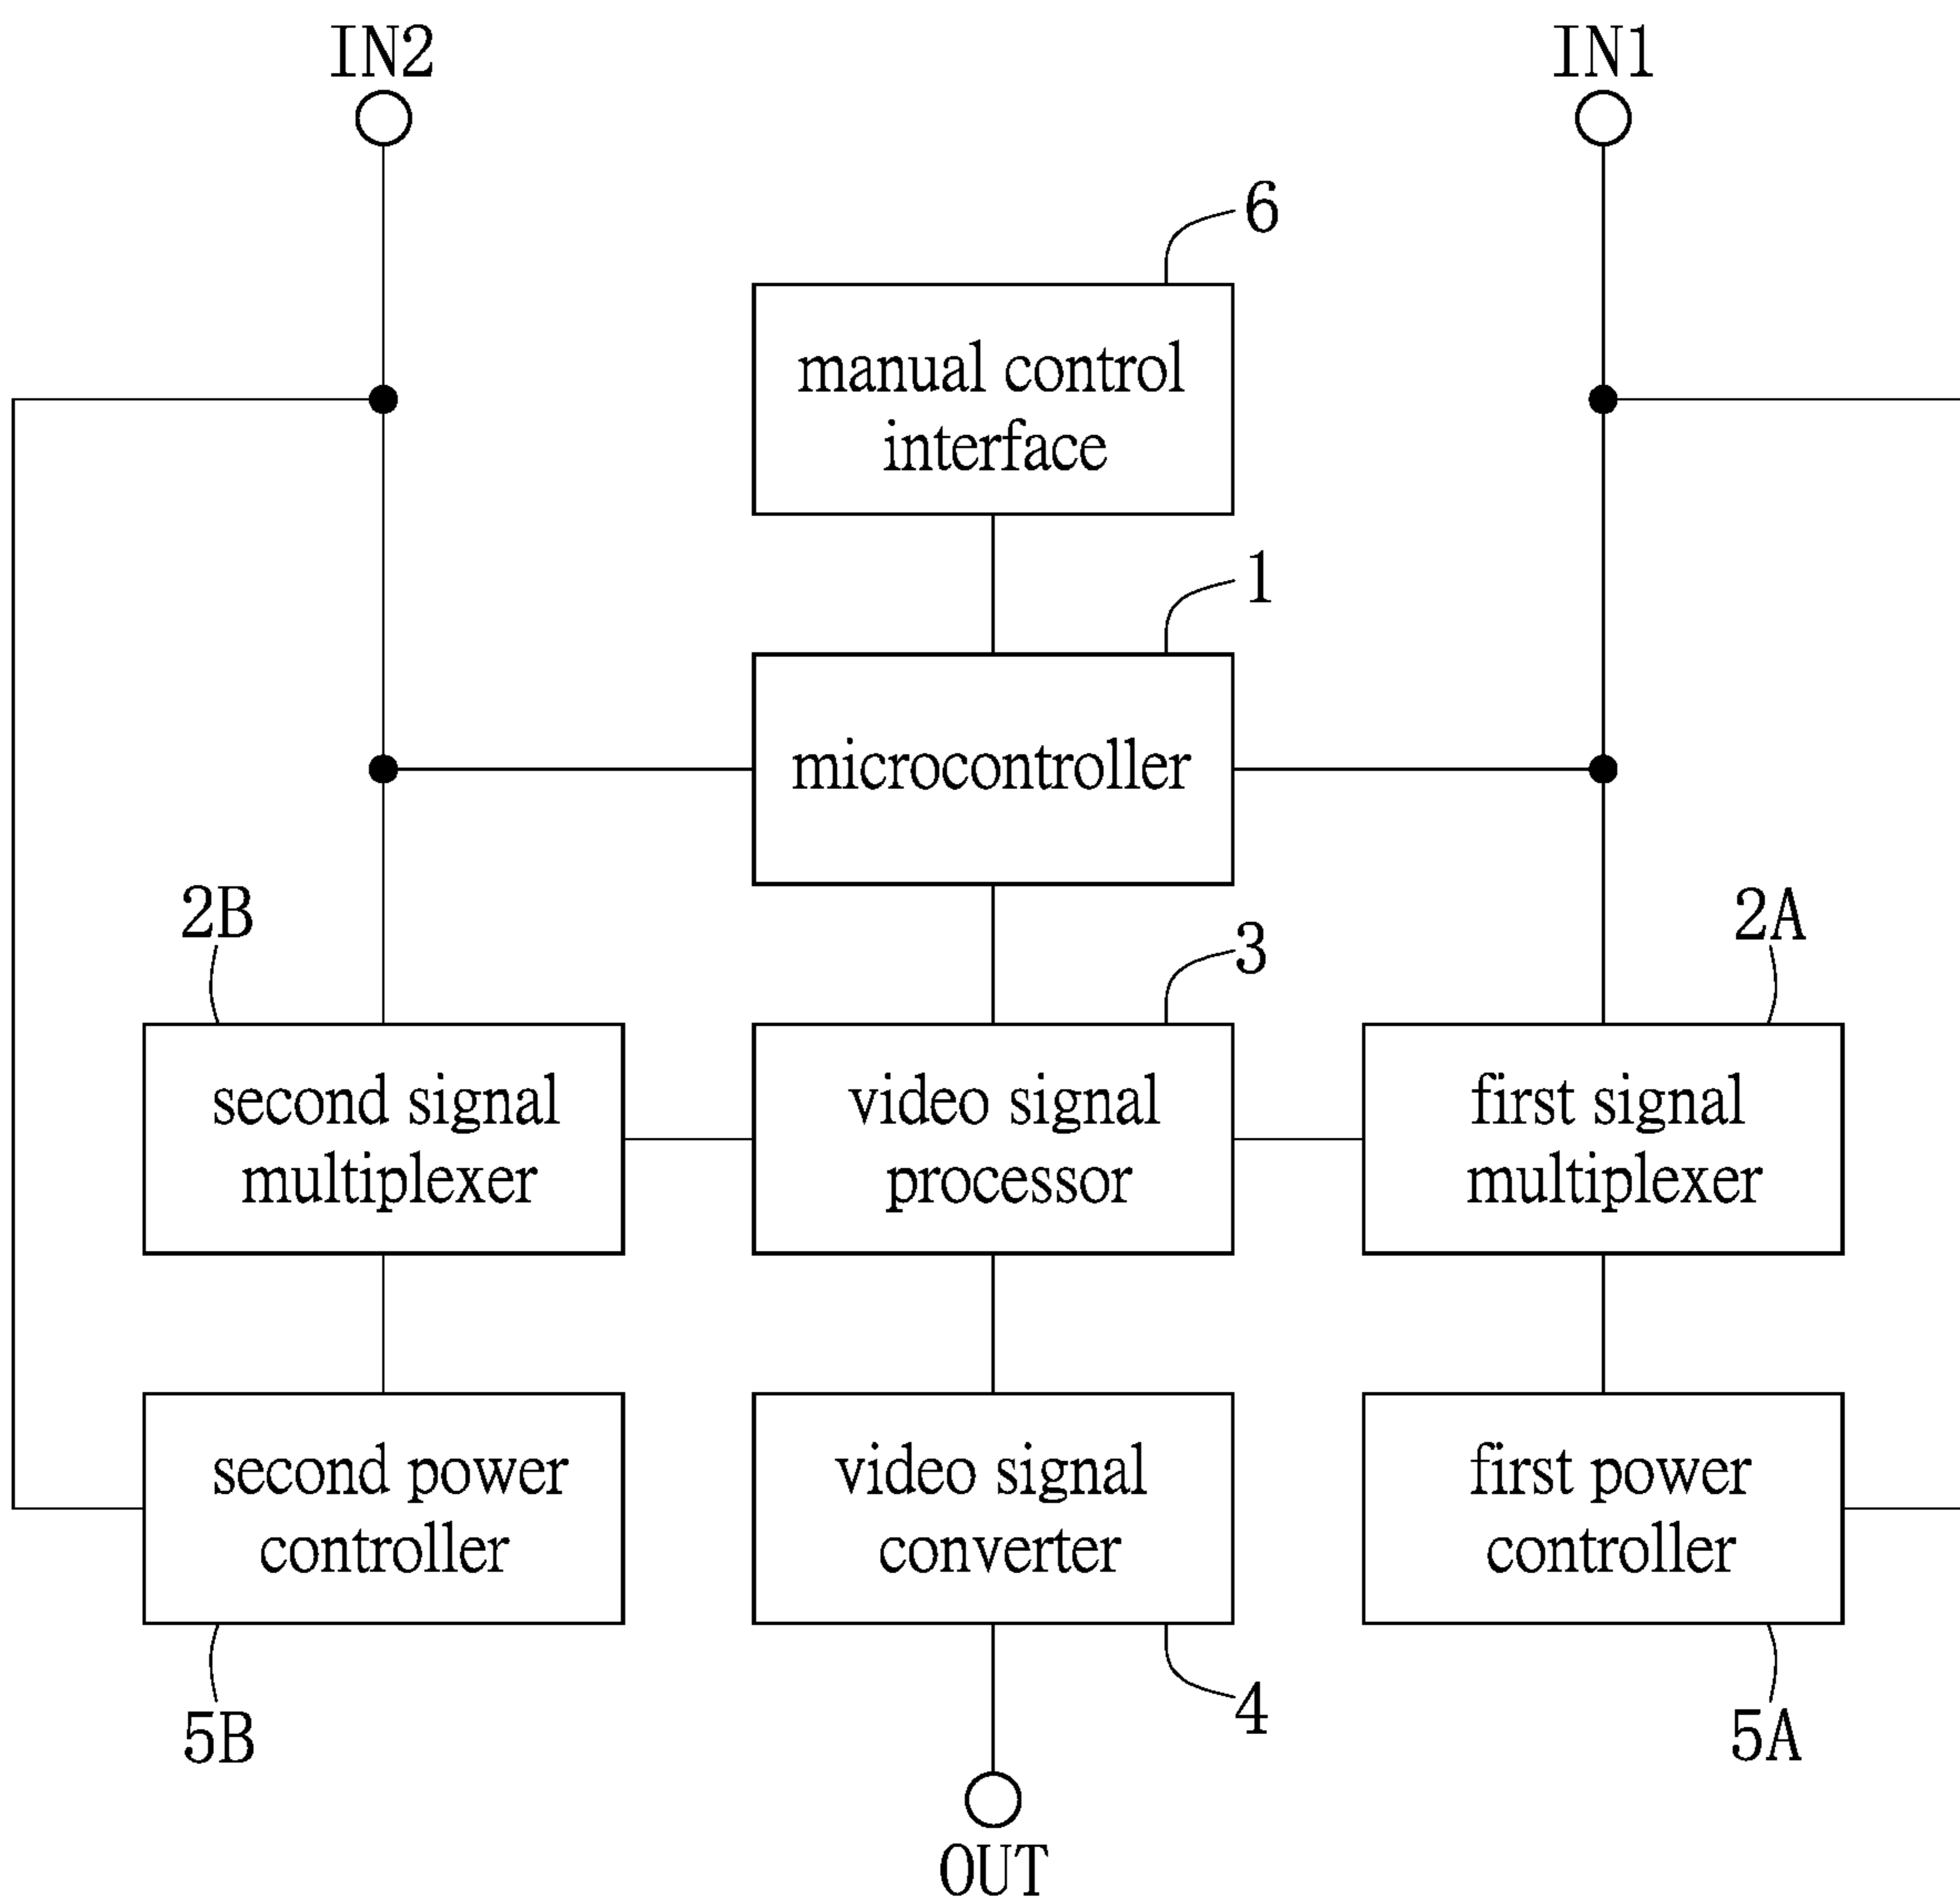 IN2
IN1
6
manual control
interface
1
microcontroller
2B
3
2A
second signal
multiplexer
video signal
processor
first signal
multiplexer
second power
controller
video signal
converter
first power
controller
5B
4
5A
OUT